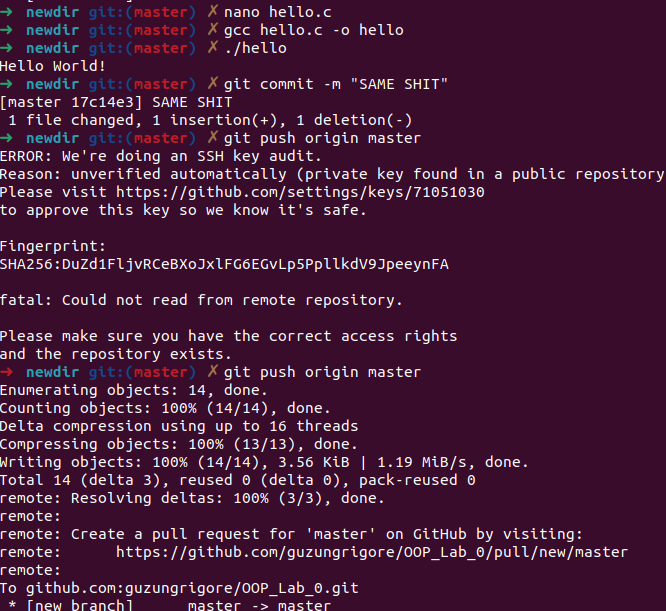 ➜ newdir git:(master) ✗ nano hello.c
➜ newdir git:(master) ✗ gcc hello.c -o hello
➜ newdir git:(master) ✗ ./hello
Hello World!
➜ newdir git:(master) ✗ git commit -m "SAME SHIT"
[master 17c14e3] SAME SHIT
1 file changed, 1 insertion(+), 1 deletion(-)
➜ newdir git:(master) ✗ git push origin master
ERROR: We're doing an SSH key audit.
Reason: unverified automatically (private key found in a public repository
Please visit https://github.com/settings/keys/71051030
to approve this key so we know it's safe.
Fingerprint:
SHA256:DuZd1FljvRCeBXoJxlFG6EGvLp5PpllkdV9JpeeynFA
fatal: Could not read from remote repository.
Please make sure you have the correct access rights
and the repository exists.
➜ newdir git:(master) ✗ git push origin master
Enumerating objects: 14, done.
Counting objects: 100% (14/14), done.
Delta compression using up to 16 threads
Compressing objects: 100% (13/13), done.
Writing objects: 100% (14/14), 3.56 KiB | 1.19 MiB/s, done.
Total 14 (delta 3), reused 0 (delta 0), pack-reused 0
remote: Resolving deltas: 100% (3/3), done.
remote:
remote: Create a pull request for 'master' on GitHub by visiting:
remote:      https://github.com/guzungrigore/OOP_Lab_0/pull/new/master
remote:
To github.com:guzungrigore/OOP_Lab_0.git
* [new branch]      master -> master